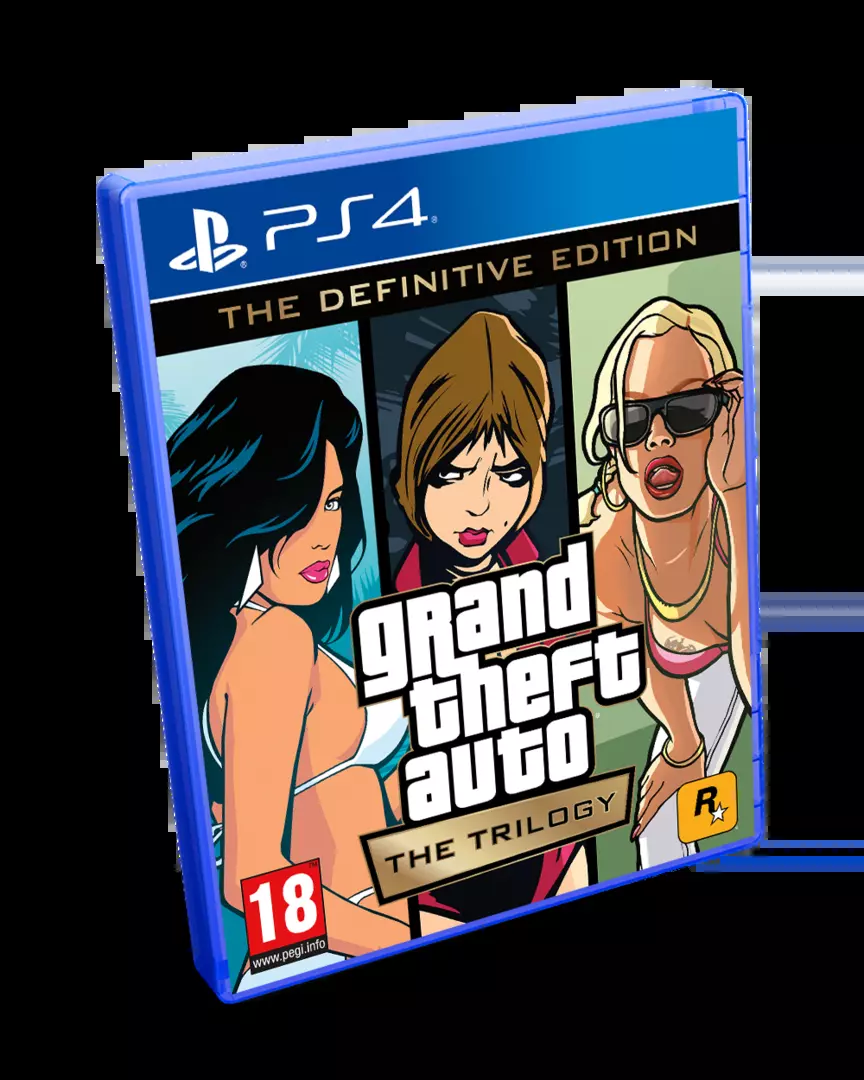 PS4
THE DEFINITIVE EDITION
grand
theft
auto
THE TRILOGY
R
18
www.pegi.info